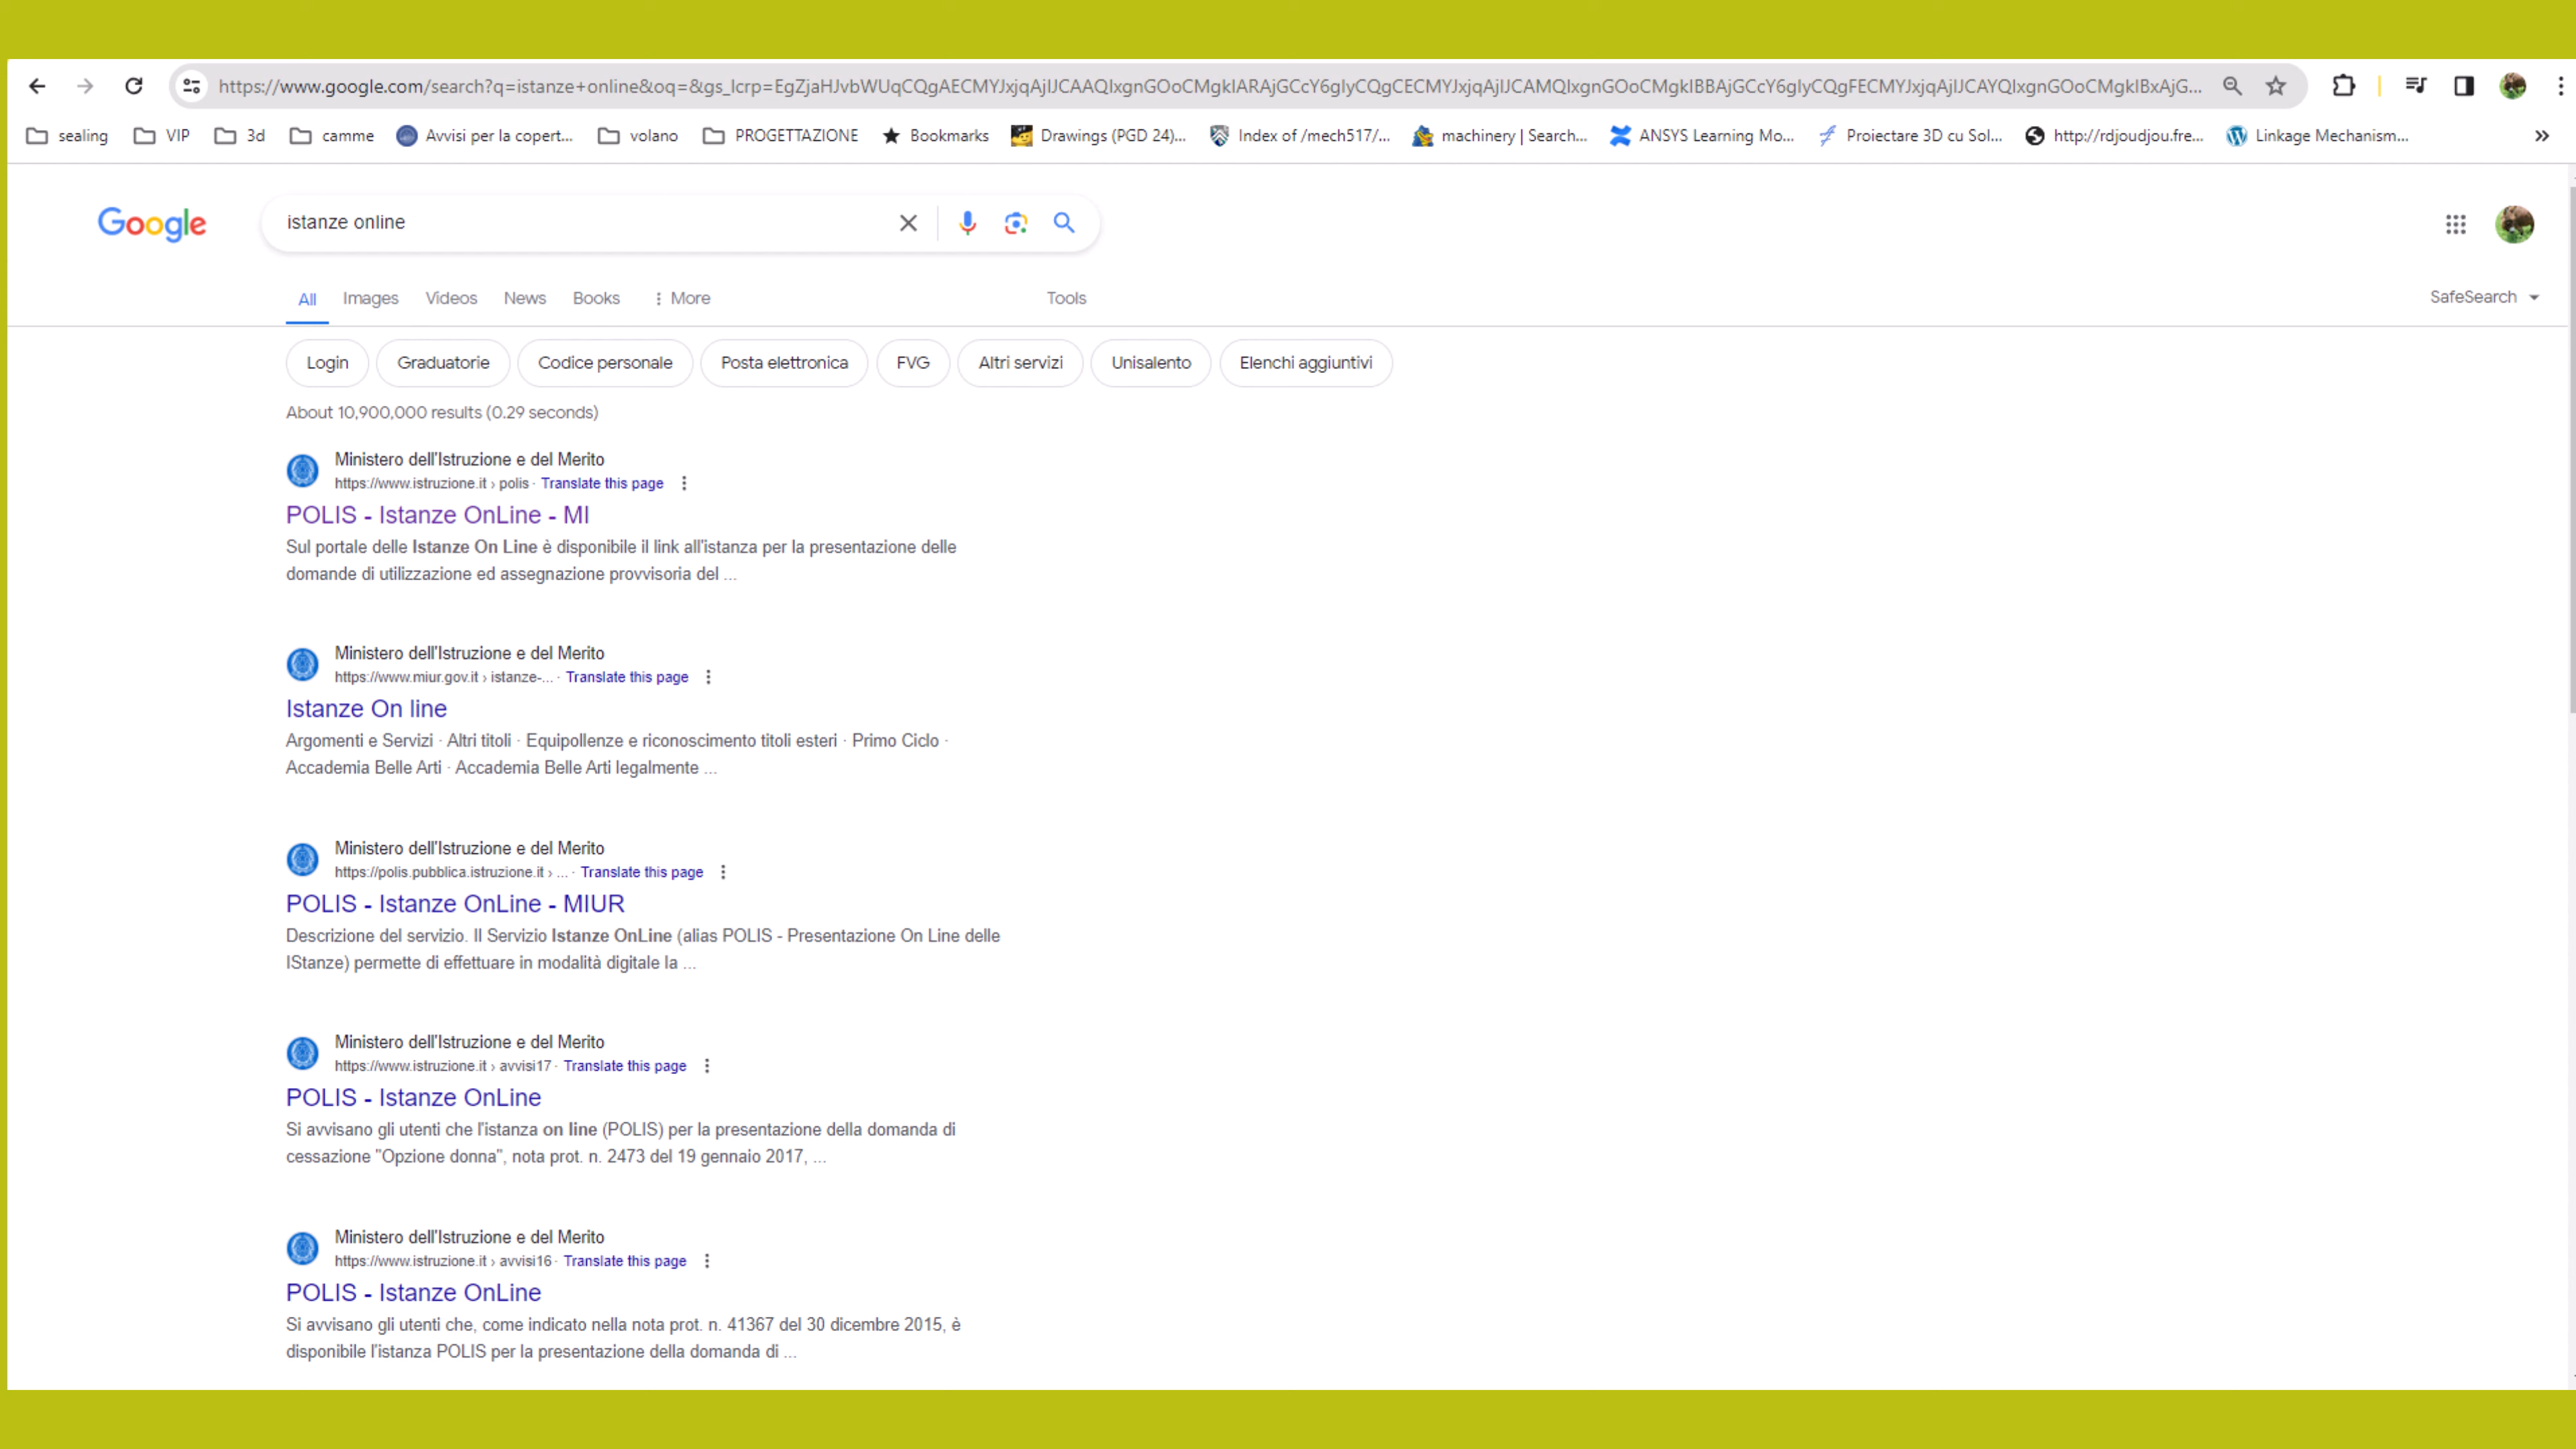 https://www.google.com/search?q=istanze+online&oq=&gs_lcrp=EgZjaHJvbWUqCQgAECMYJxjqAjIJCAAQIxgnGOoCMgkIARAjGCcY6gIyCQgCECMYJxjqAjIJCAMQIxgnGOoCMgkIBBAjGCcY6gIyCQgFECMYJxjqAjIJCAYQIxgnGOoCMgkIBxAjG...
sealing VIP 3d camme Avvisi per la copert... volano PROGETTAZIONE Bookmarks Drawings (PGD 24)... Index of /mech517/... machinery | Search... ANSYS Learning Mo... Proiectare 3D cu Sol... http://rdjoudjou.fre... Linkage Mechanism... »
Google istanze online
All Images Videos News Books More Tools SafeSearch
Login Graduatorie Codice personale Posta elettronica FVG Altri servizi Unisalento Elenchi aggiuntivi
About 10,900,000 results (0.29 seconds)
Ministero dell'Istruzione e del Merito
https://www.istruzione.it › polis · Translate this page
POLIS - Istanze OnLine - MI
Sul portale delle Istanze On Line è disponibile il link all'istanza per la presentazione delle
domande di utilizzazione ed assegnazione provvisoria del ...
Ministero dell'Istruzione e del Merito
https://www.miur.gov.it › istanze-... · Translate this page
Istanze On line
Argomenti e Servizi · Altri titoli · Equipollenze e riconoscimento titoli esteri · Primo Ciclo ·
Accademia Belle Arti · Accademia Belle Arti legalmente ...
Ministero dell'Istruzione e del Merito
https://polis.pubblica.istruzione.it › ... · Translate this page
POLIS - Istanze OnLine - MIUR
Descrizione del servizio. Il Servizio Istanze OnLine (alias POLIS - Presentazione On Line delle
IStanze) permette di effettuare in modalità digitale la ...
Ministero dell'Istruzione e del Merito
https://www.istruzione.it › avvisi17 · Translate this page
POLIS - Istanze OnLine
Si avvisano gli utenti che l'istanza on line (POLIS) per la presentazione della domanda di
cessazione "Opzione donna", nota prot. n. 2473 del 19 gennaio 2017, ...
Ministero dell'Istruzione e del Merito
https://www.istruzione.it › avvisi16 · Translate this page
POLIS - Istanze OnLine
Si avvisano gli utenti che, come indicato nella nota prot. n. 41367 del 30 dicembre 2015, è
disponibile l'istanza POLIS per la presentazione della domanda di ...